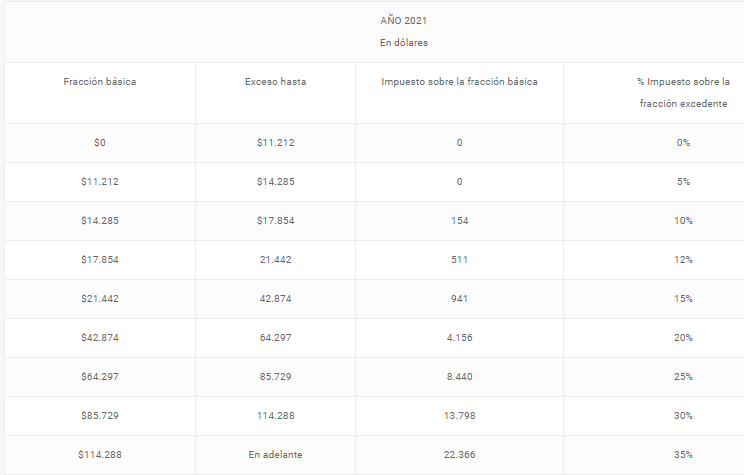 AÑO 2021
En dólares
Fracción básica Exceso hasta Impuesto sobre la fracción básica % Impuesto sobre la
fracción excedente
$0 $11.212 0 0%
$11.212 $14.285 0 5%
$14.285 $17.854 154 10%
$17.854 21.442 511 12%
$21.442 42.874 941 15%
$42.874 64.297 4.156 20%
$64.297 85.729 8.440 25%
$85.729 114.288 13.798 30%
$114.288 En adelante 22.366 35%